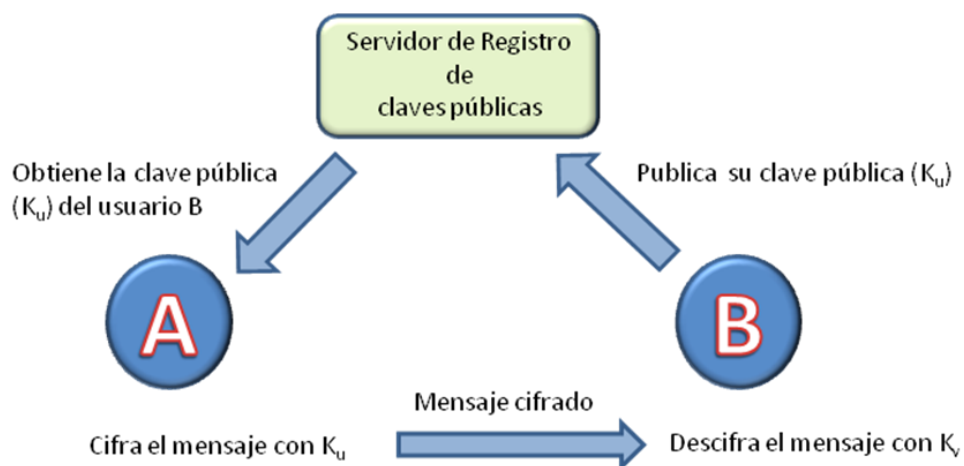 Servidor de Registro
de
claves públicas
Obtiene la clave pública
(Ku) del usuario B
Publica su clave pública (Ku)
A
B
Mensaje cifrado
Cifra el mensaje con Ku
Descifra el mensaje con Kv